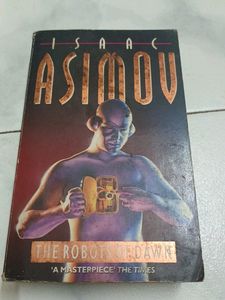 ISAAC
ASIMOV
THE ROBOTS OF DAWN
'A MASTERPIECE' THE TIMES